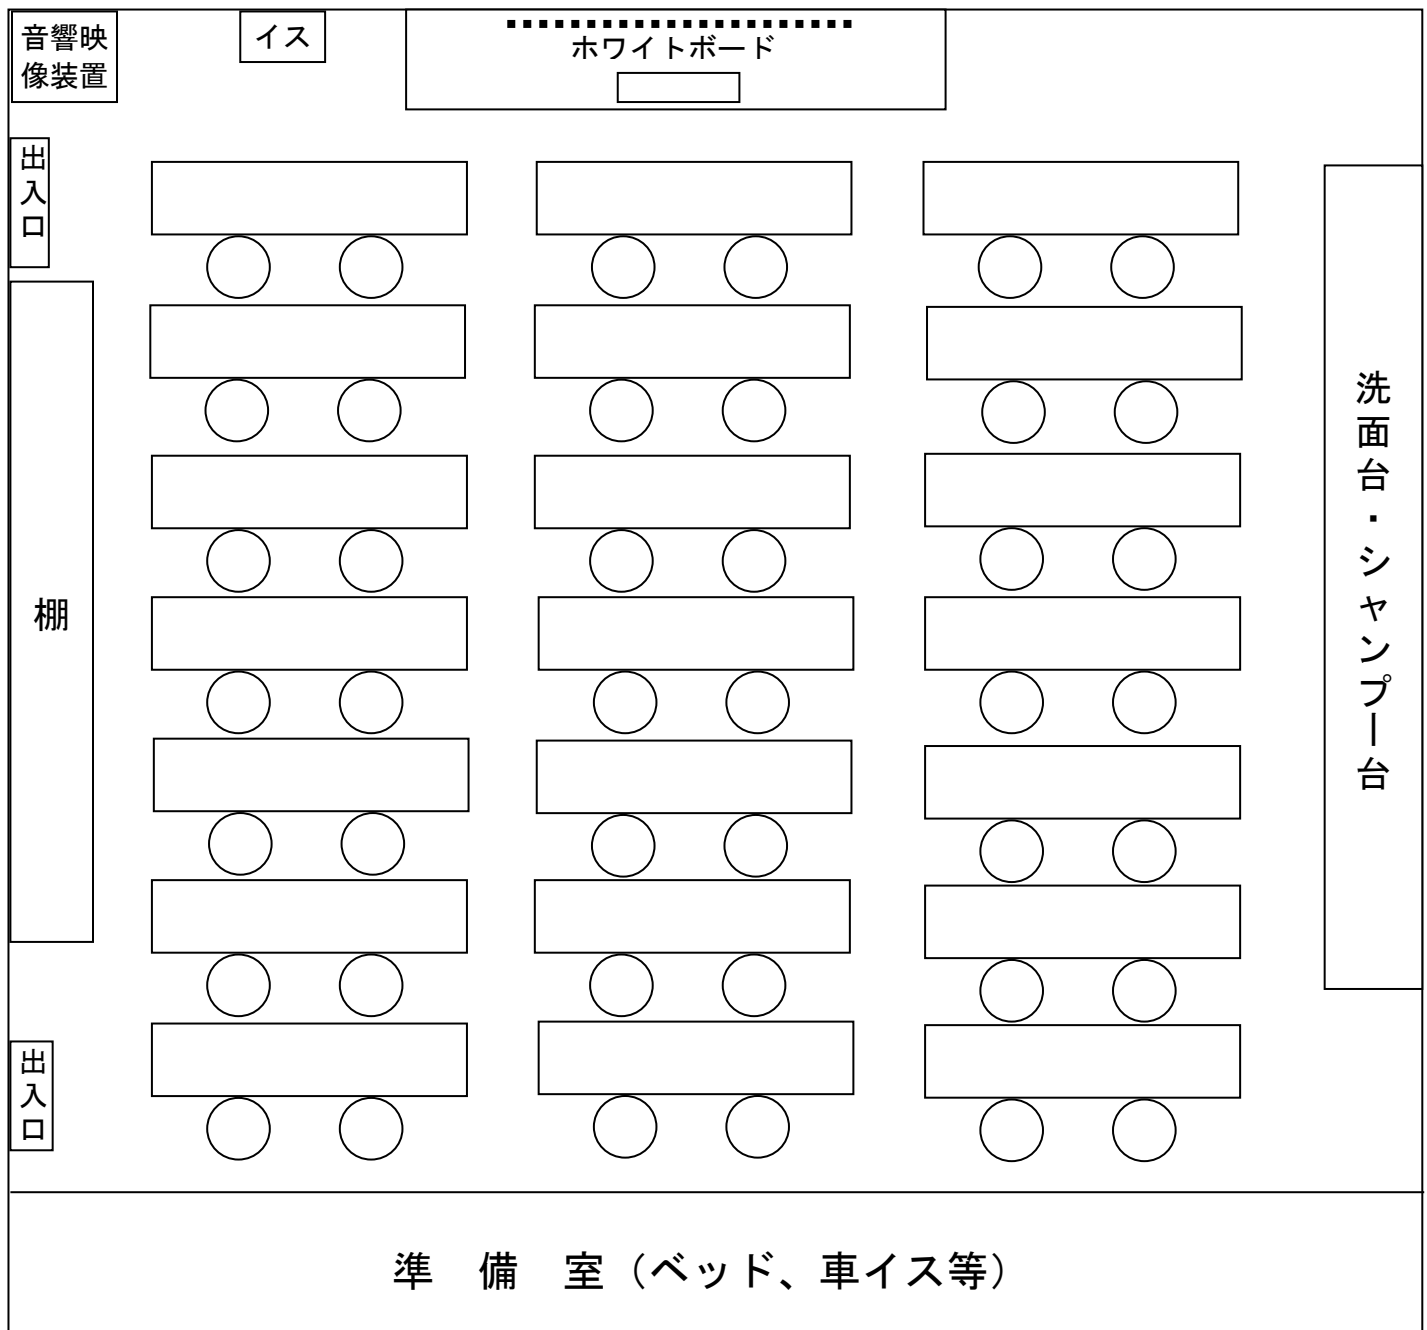 音響映
像装置
イス
ホワイトボード
出入口
棚
洗面台・シャンプー台
出入口
準　備　室（ベッド、車イス等）